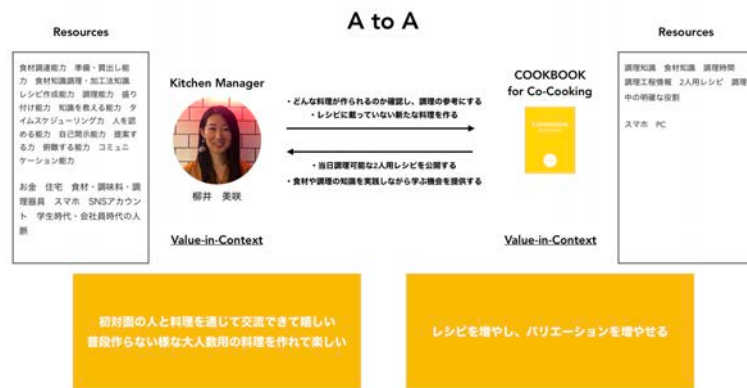 A to A
Resources
食材調達能力　準備・買出し能
力　食材知識調理・加工法知識
レシピ作成能力　調理能力　盛り
付け能力　知識を教える能力　タ
イムスケジューリング力　人を認
める能力　自己開示能力　提案す
る力　俯瞰する能力　コミュニ
ケーション能力
お金　住宅　食材・調味料・調
理器具　スマホ　SNSアカウン
ト　学生時代・会社員時代の人
脈
Kitchen Manager
柳井　美咲
・どんな料理が作られるのか確認し、調理の参考にする
・レシピに載っていない新たな料理を作る
・当日調理可能な2人用レシピを公開する
・食材や調理の知識を実践しながら学ぶ機会を提供する
COOKBOOK
for Co-Cooking
Resources
調理知識　食材知識　調理時間
調理工程情報　2人用レシピ　調理
中の明確な役割
スマホ　PC
Value-in-Context
Value-in-Context
初対面の人と料理を通じて交流できて嬉しい
普段作らない様な大人数用の料理を作れて楽しい
レシピを増やし、バリエーションを増やせる